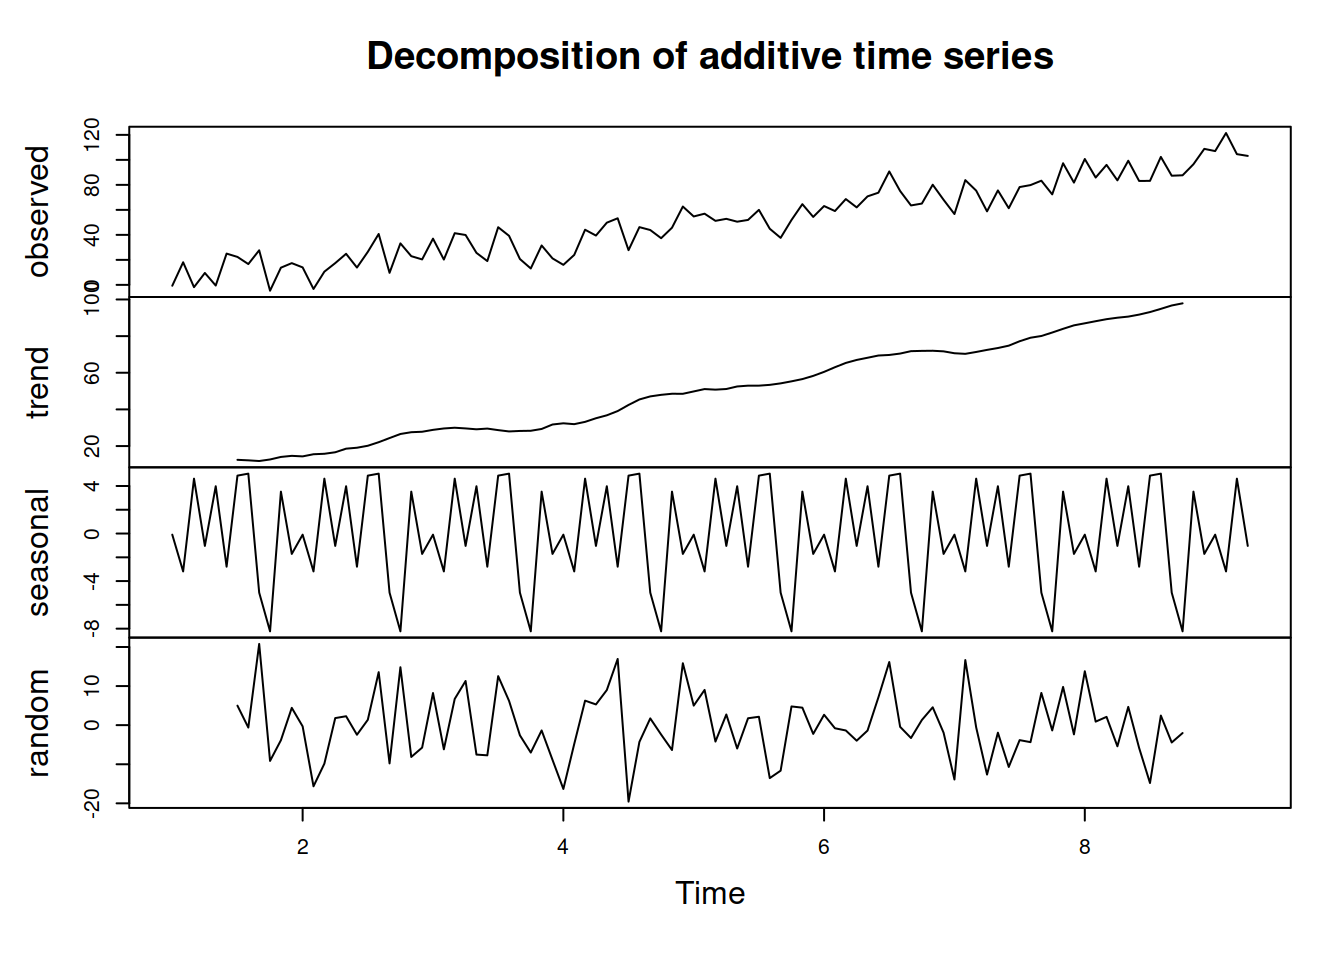 Decomposition of additive time series
observed
0 40 80 120
trend
20 60 100
seasonal
-8 -4 0 4
random
-20 0 10
2 4 6 8
Time